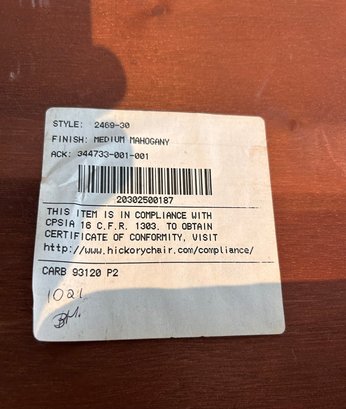 STYLE: 2469-30
FINISH: MEDIUM MAHOGANY
ACK: 344733-001-001
20302500187
THIS ITEM IS IN COMPLIANCE WITH
CPSIA 16 C.F.R. 1303. TO OBTAIN
CERTIFICATE OF CONFORMITY, VISIT
http://www.hickorychair.com/compliance/
CARB 93120 P2
1021
BM.